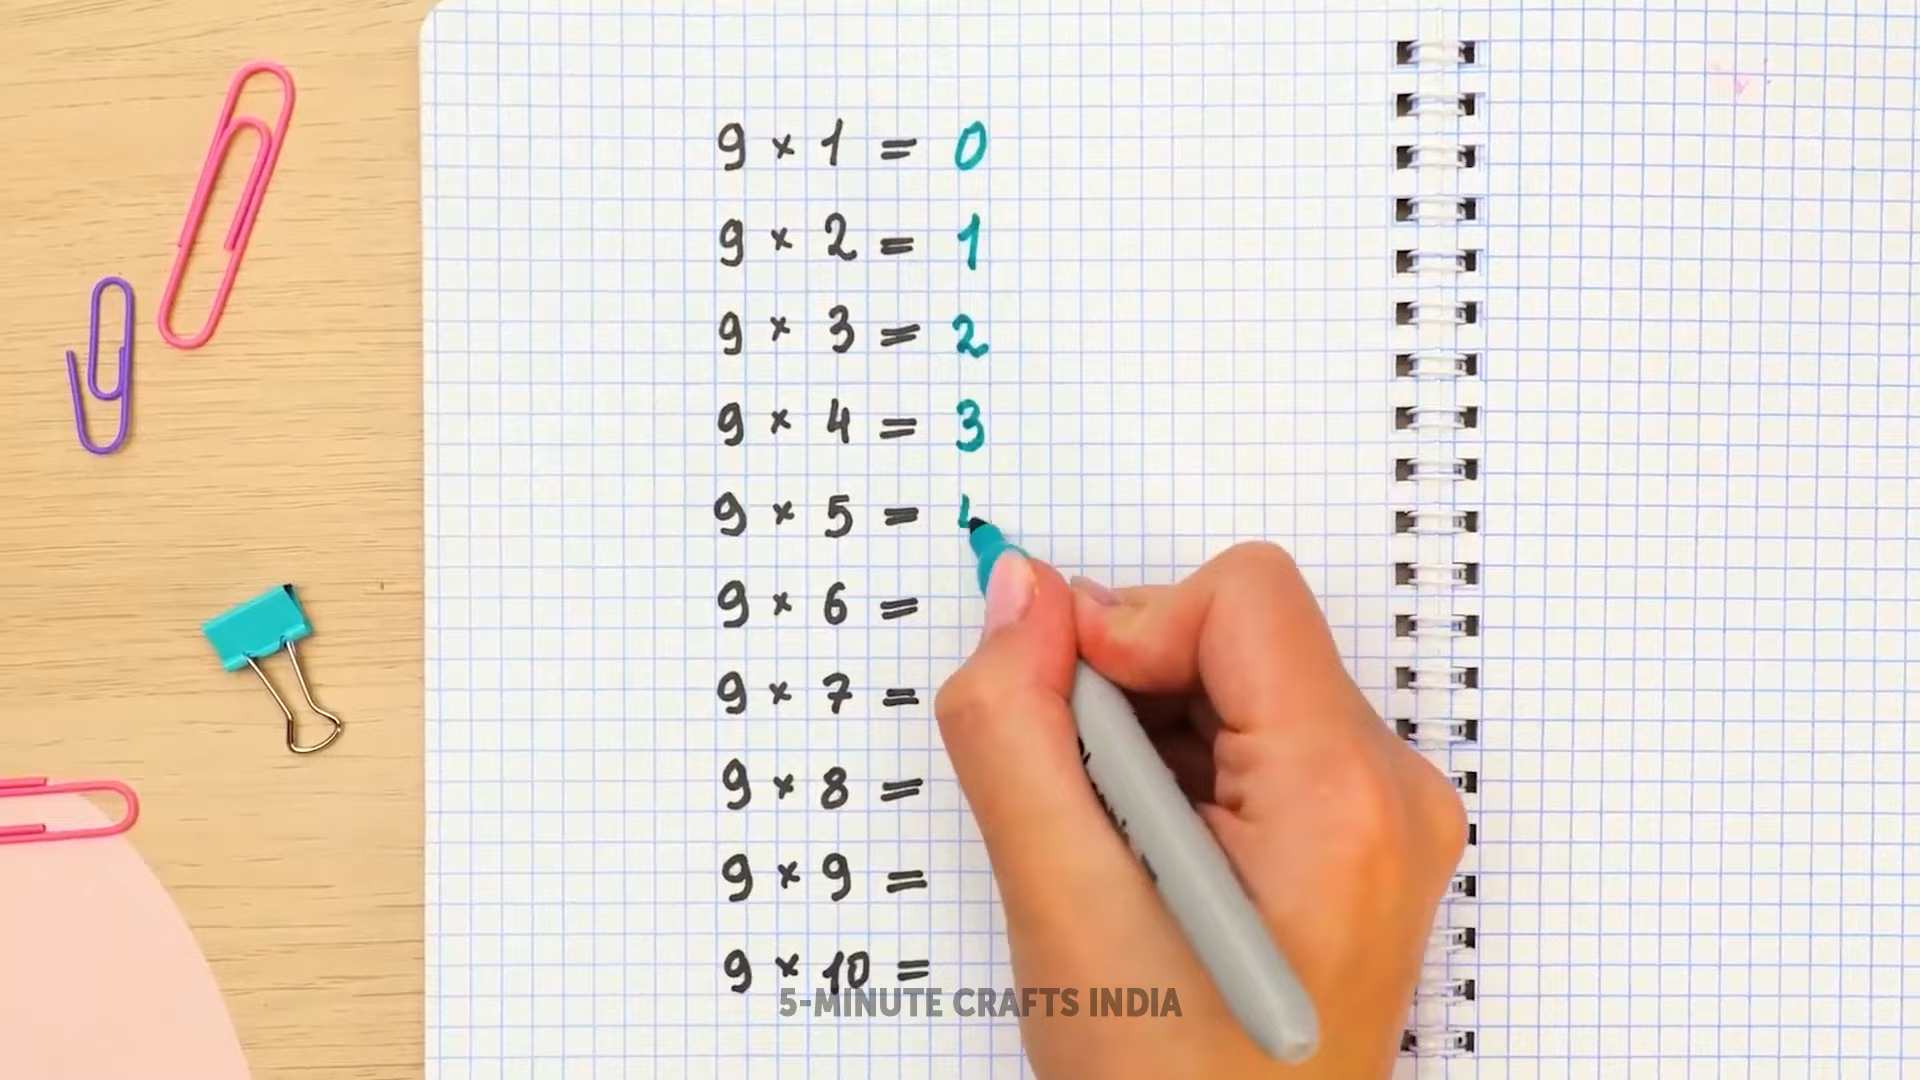 9 × 1 = 0
9 × 2 = 1
9 × 3 = 2
9 × 4 = 3
9 × 5 =
9 × 6 =
9 × 7 =
9 × 8 =
9 × 9 =
9 × 10 =
5-MINUTE CRAFTS INDIA